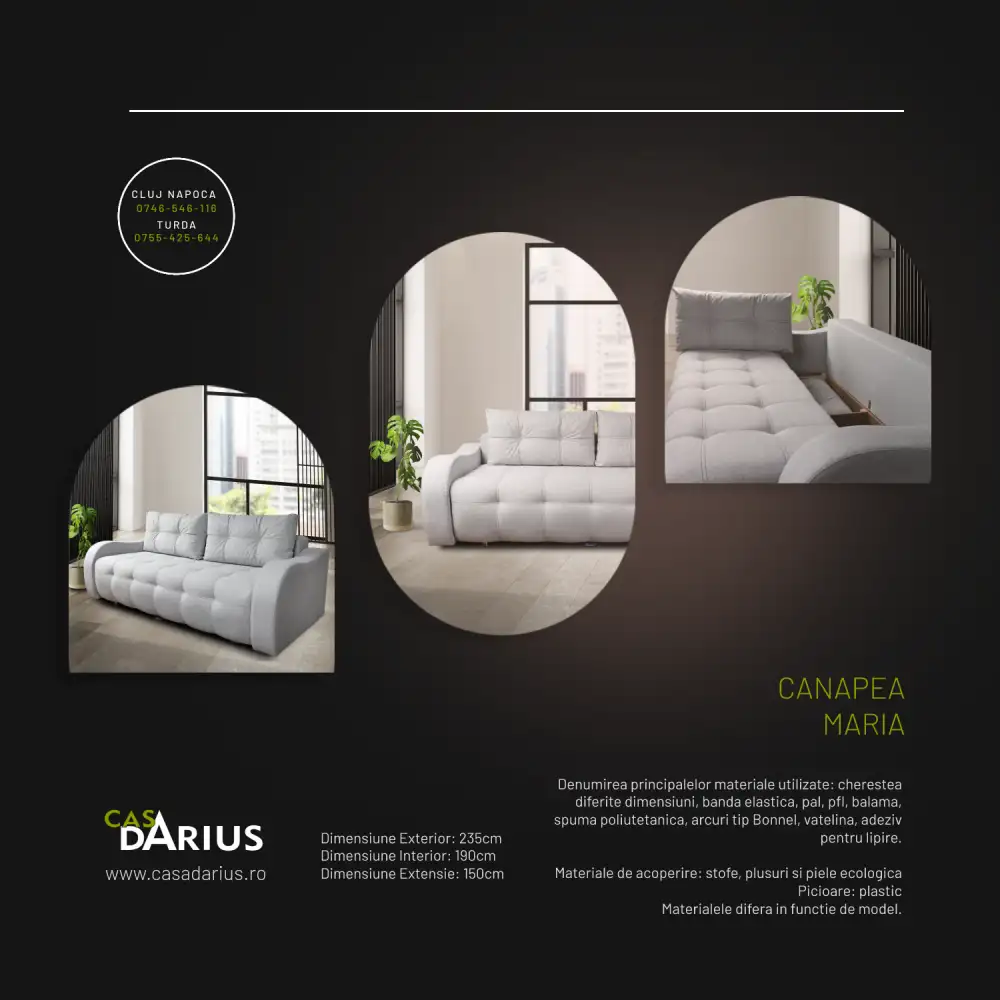 CLUJ NAPOCA
0746-546-116
TURDA
0755-425-644
CANAPEA
MARIA
Denumirea principalelor materiale utilizate: cherestea
diferite dimensiuni, banda elastica, pal, pfl, balama,
spuma poliutetanica, arcuri tip Bonnel, vatelina, adeziv
pentru lipire.
Materiale de acoperire: stofe, plusuri si piele ecologica
Picioare: plastic
Materialele difera in functie de model.
CASA
DARIUS
www.casadarius.ro
Dimensiune Exterior: 235cm
Dimensiune Interior: 190cm
Dimensiune Extensie: 150cm